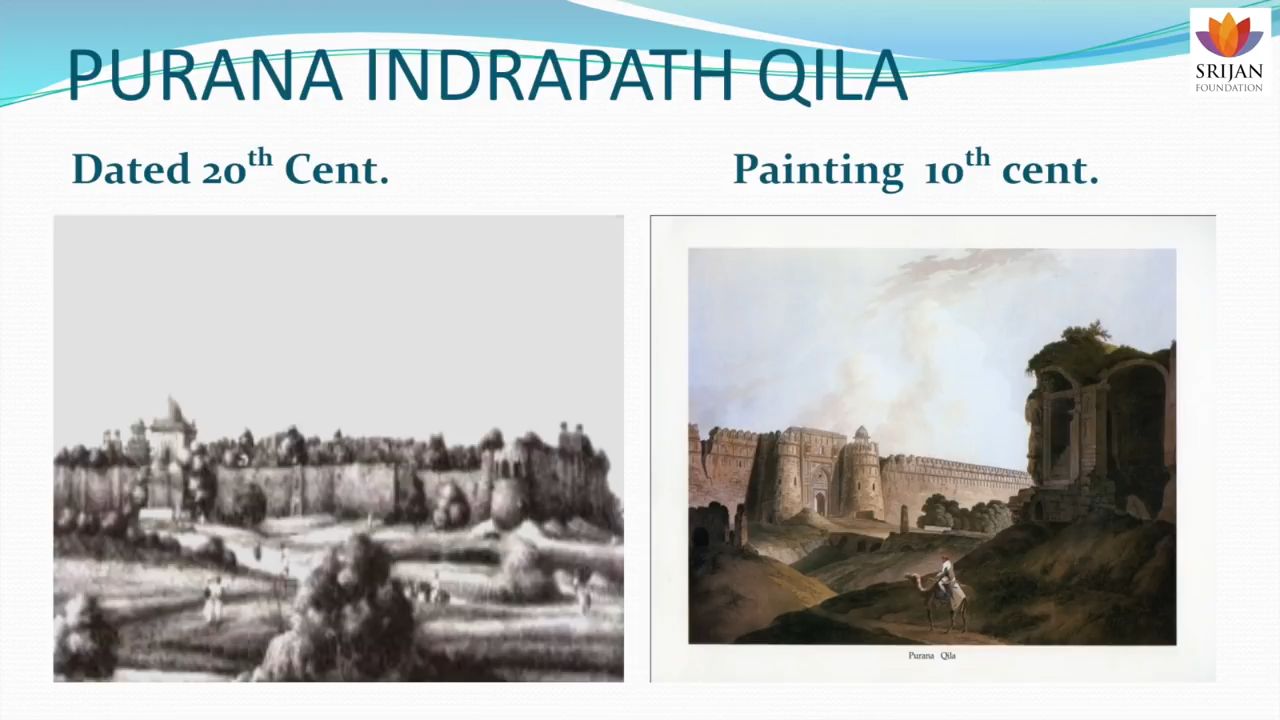 PURANA INDRAPATH QILA
SRIJAN
FOUNDATION
Dated 20th Cent.
Painting 10th cent.
Purana Qila